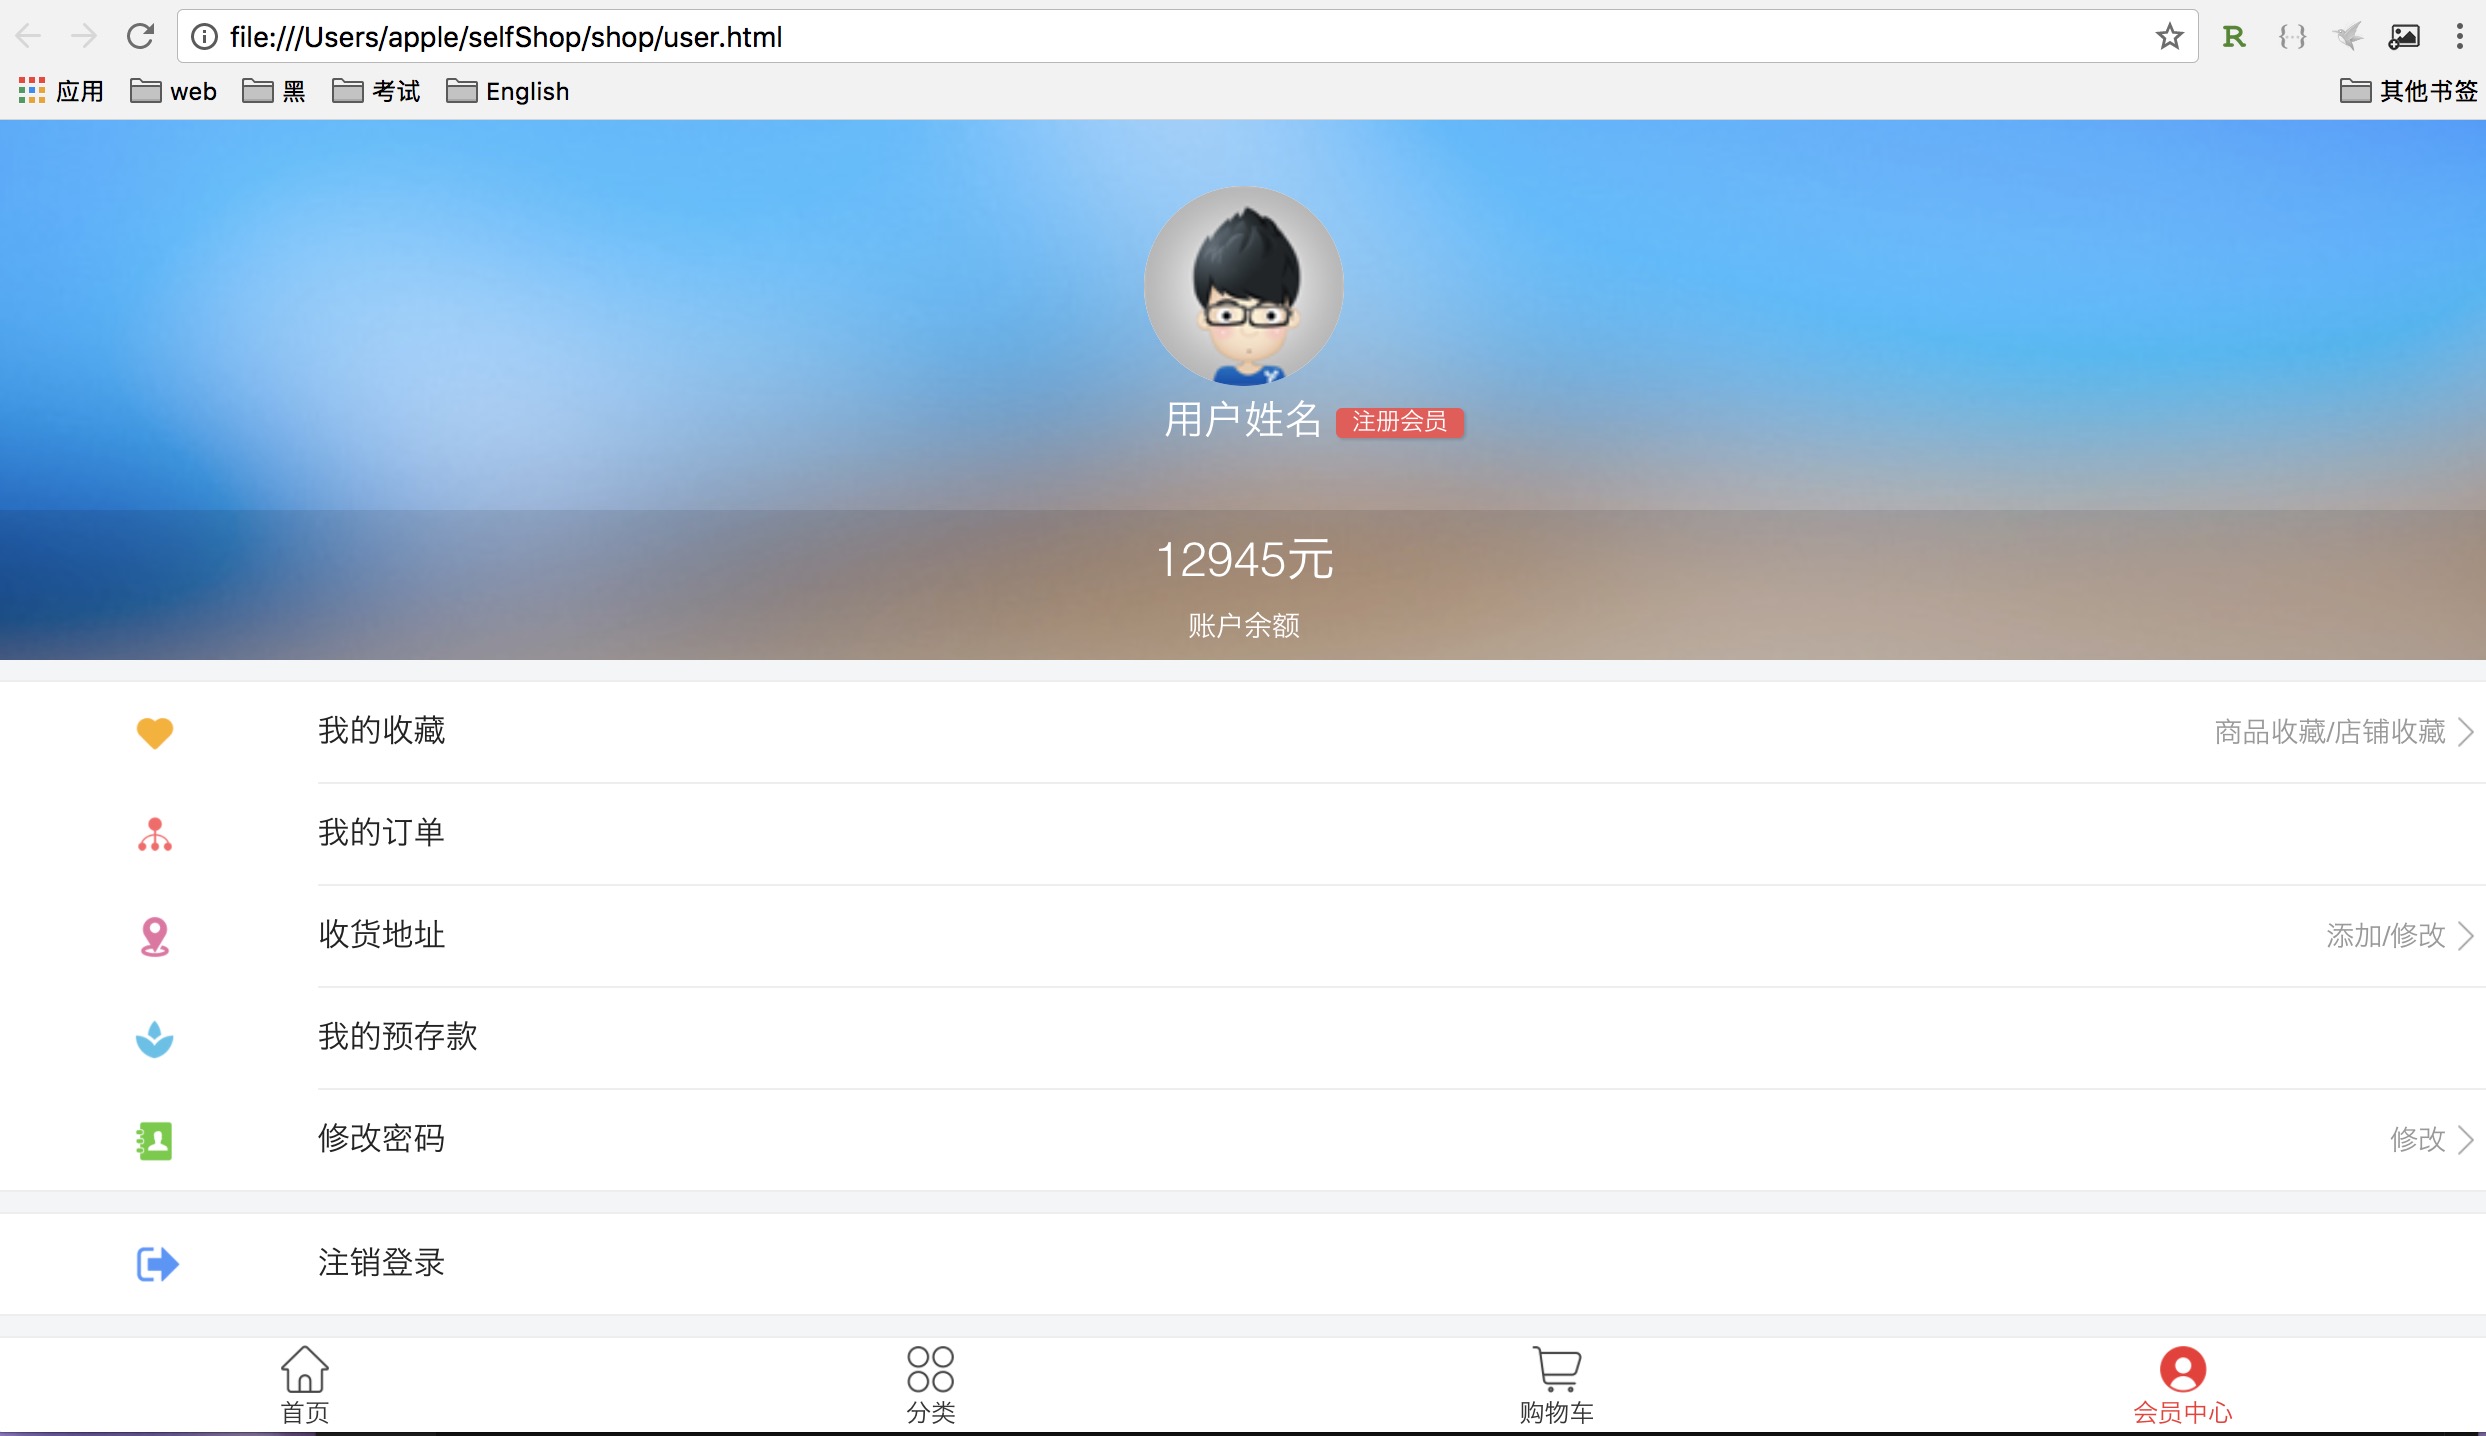 file:///Users/apple/selfShop/shop/user.html
应用 web 黑 考试 English 其他书签
用户姓名 注册会员
12945元
账户余额
我的收藏 商品收藏/店铺收藏
我的订单
收货地址 添加/修改
我的预存款
修改密码 修改
注销登录
首页 分类 购物车 会员中心